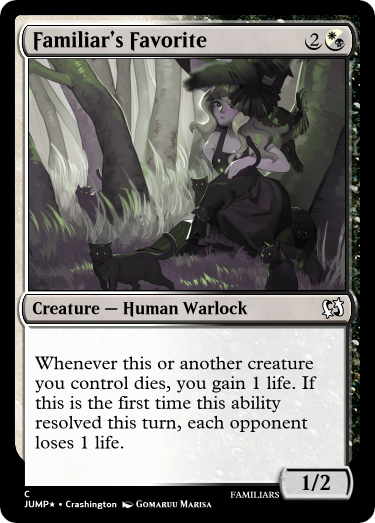 Familiar's Favorite 2
Creature — Human Warlock
Whenever this or another creature
you control dies, you gain 1 life. If
this is the first time this ability
resolved this turn, each opponent
loses 1 life.
1/2
C
JUMP★ • Crashington Gomaruu Marisa
FAMILIARS